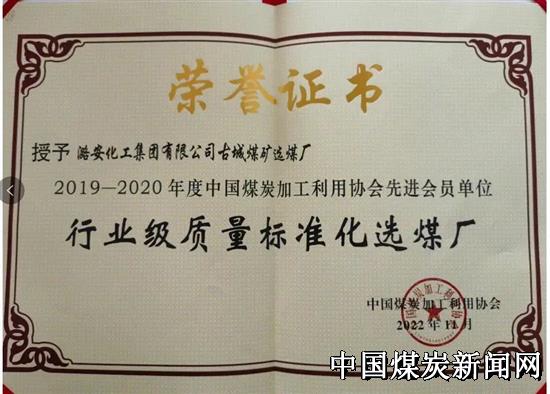 荣誉证书
授予 潞安化工集团有限公司古城煤矿选煤厂
2019—2020年度中国煤炭加工利用协会先进会员单位
行业级质量标准化选煤厂
中国煤炭加工利用协会
2022年11月
中国煤炭新闻网